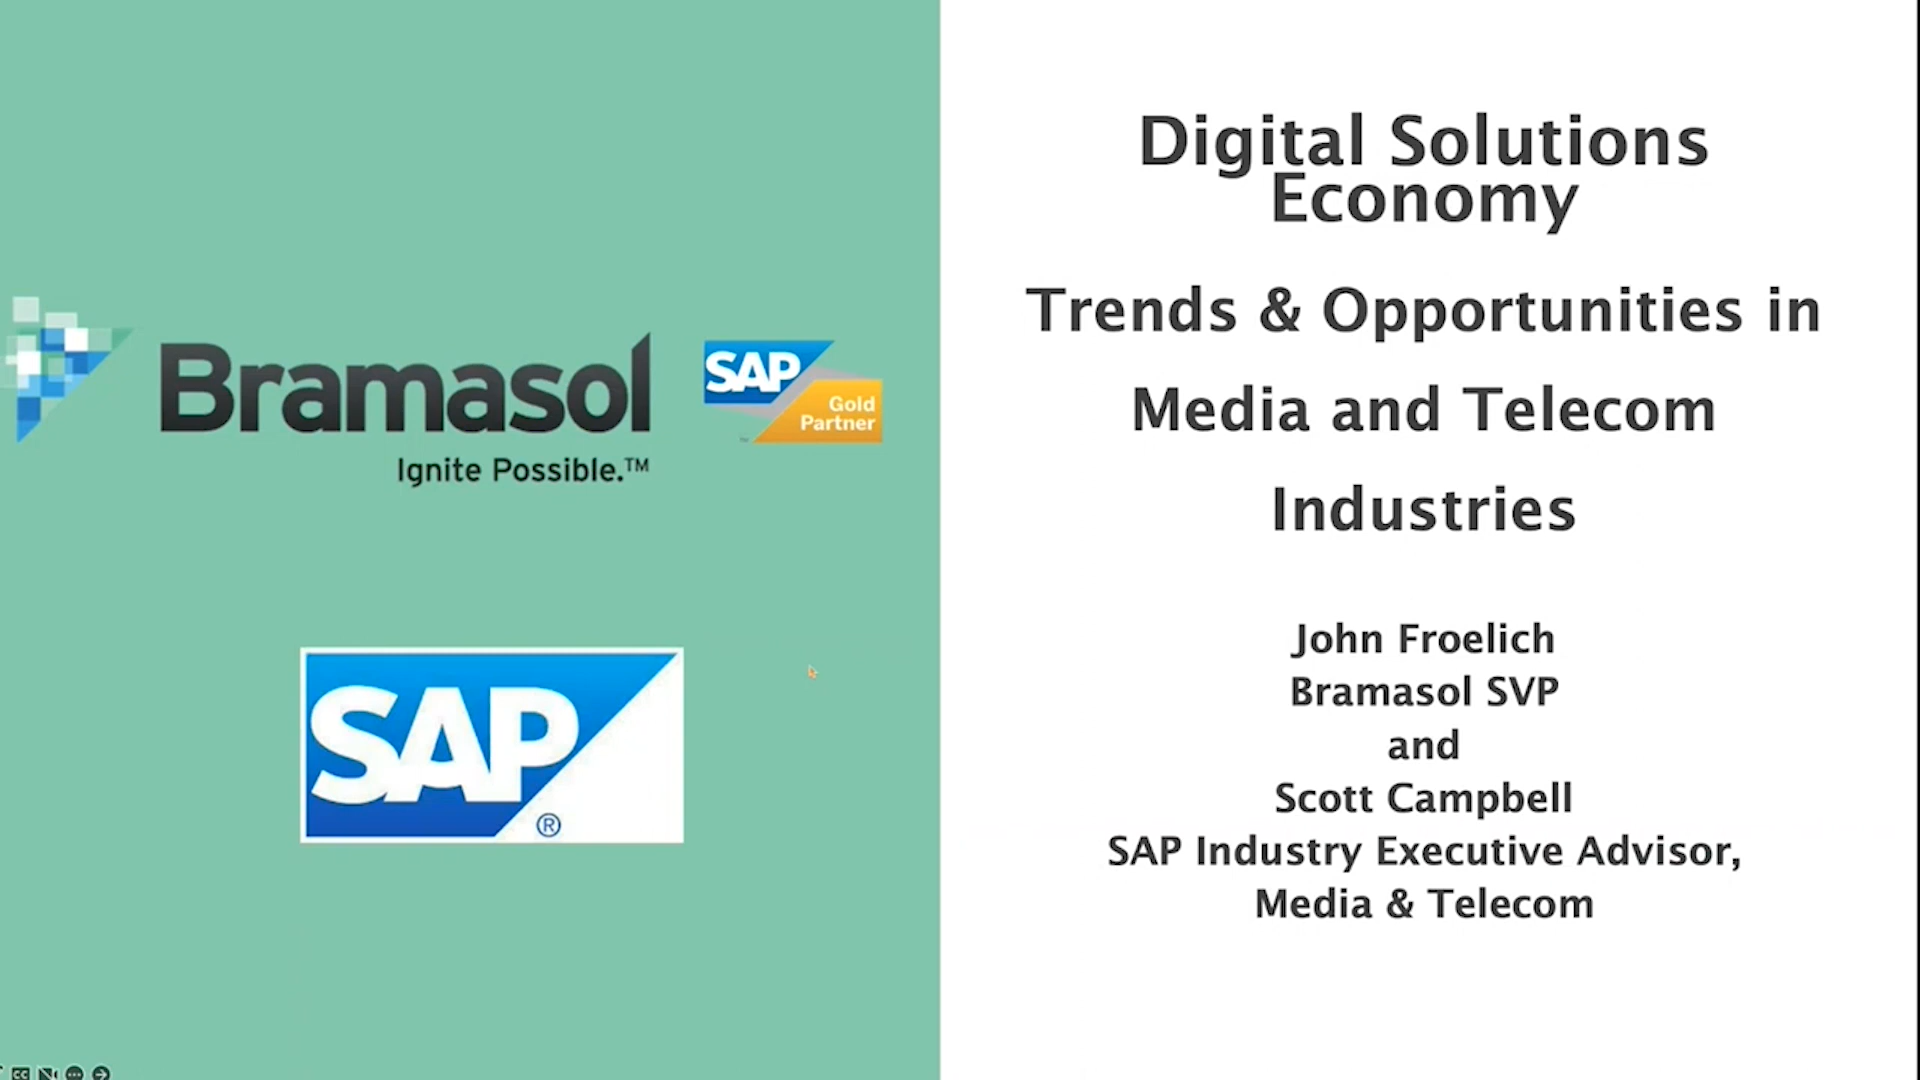 Bramasol
Ignite Possible.™
SAP
Gold
Partner
SAP
®
Digital Solutions
Economy
Trends & Opportunities in
Media and Telecom
Industries
John Froelich
Bramasol SVP
and
Scott Campbell
SAP Industry Executive Advisor,
Media & Telecom
CC